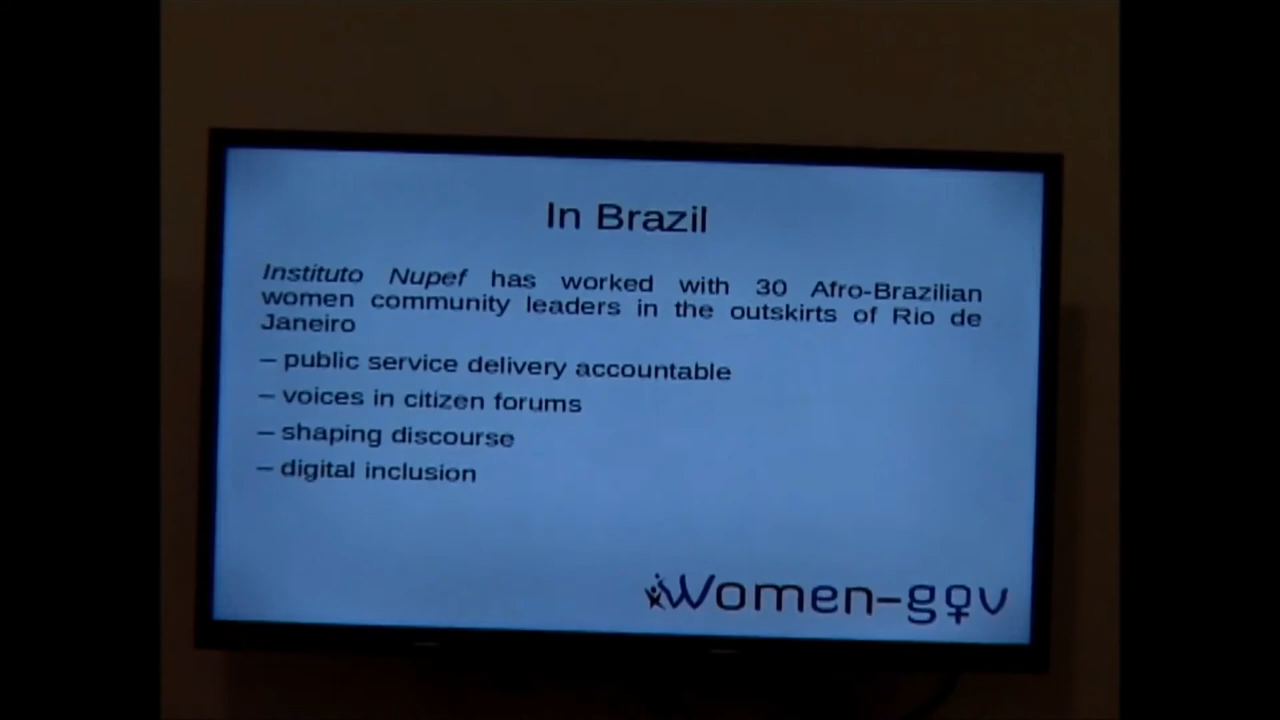 In Brazil
Instituto Nupef has worked with 30 Afro-Brazilian
women community leaders in the outskirts of Rio de
Janeiro
– public service delivery accountable
– voices in citizen forums
– shaping discourse
– digital inclusion
Women-gov